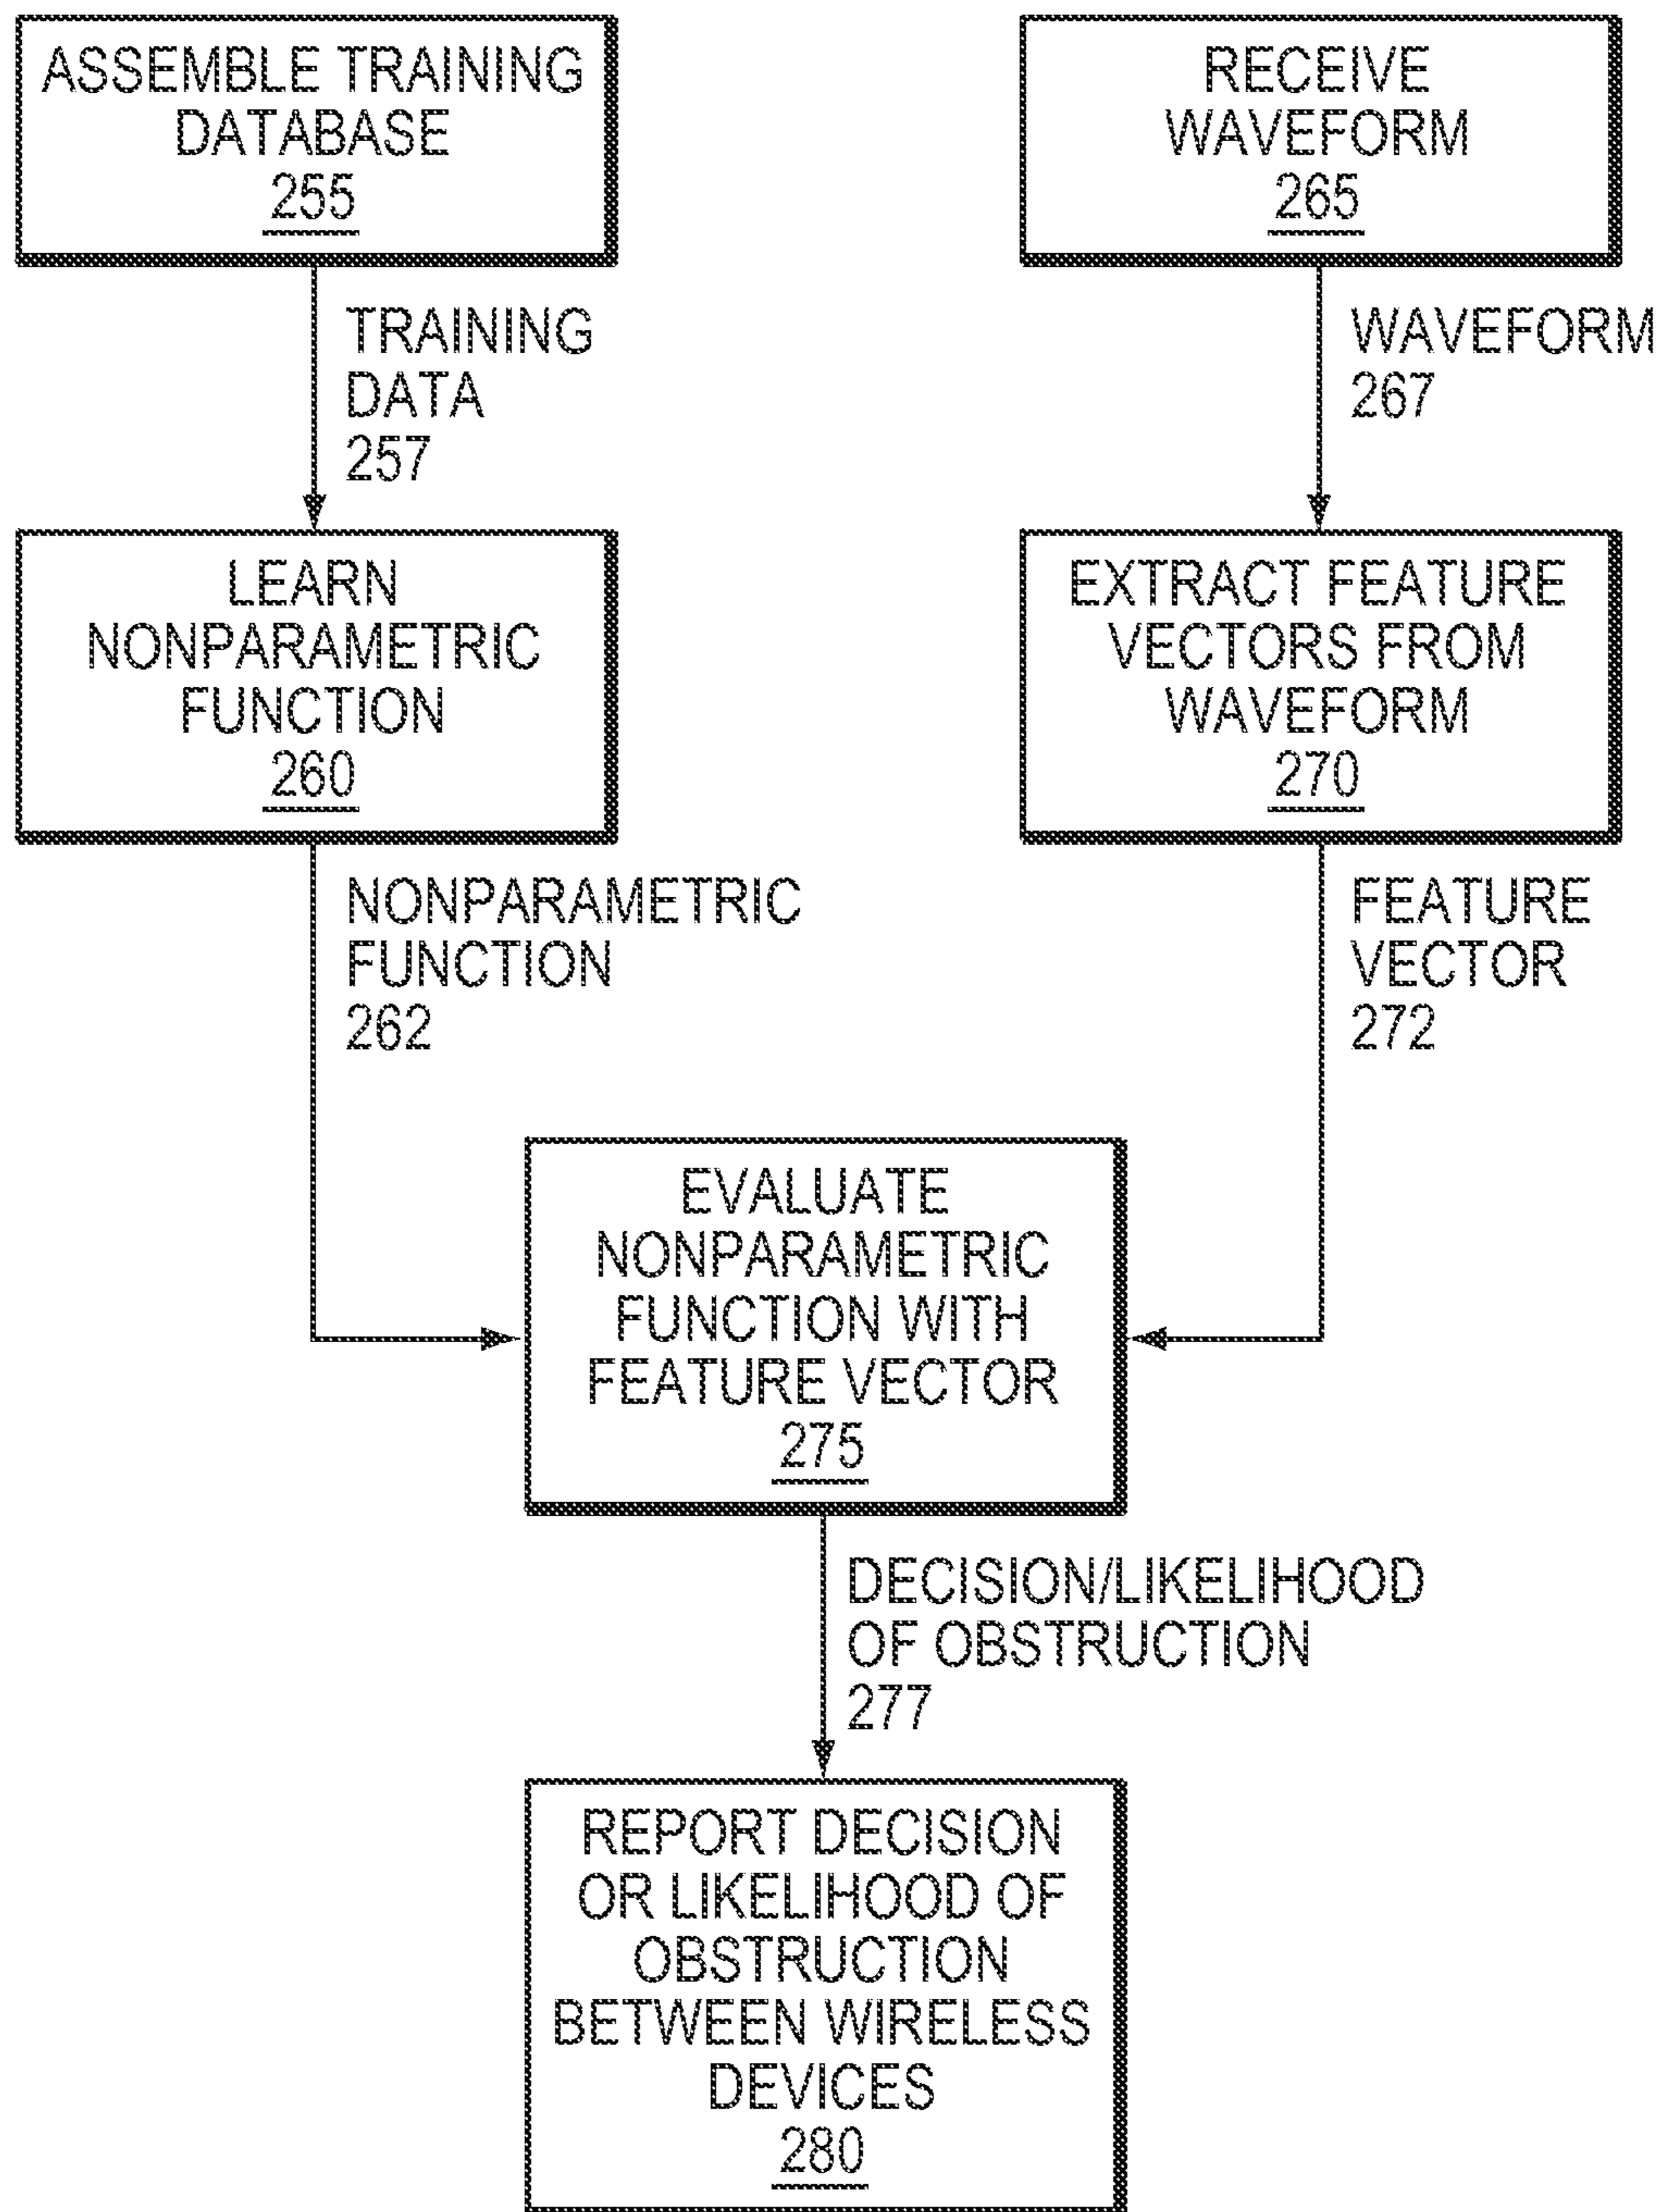 ASSEMBLE TRAINING
DATABASE
255
TRAINING
DATA
257
LEARN
NONPARAMETRIC
FUNCTION
260
NONPARAMETRIC
FUNCTION
262
RECEIVE
WAVEFORM
265
WAVEFORM
267
EXTRACT FEATURE
VECTORS FROM
WAVEFORM
270
FEATURE
VECTOR
272
EVALUATE
NONPARAMETRIC
FUNCTION WITH
FEATURE VECTOR
275
DECISION/LIKELIHOOD
OF OBSTRUCTION
277
REPORT DECISION
OR LIKELIHOOD OF
OBSTRUCTION
BETWEEN WIRELESS
DEVICES
280